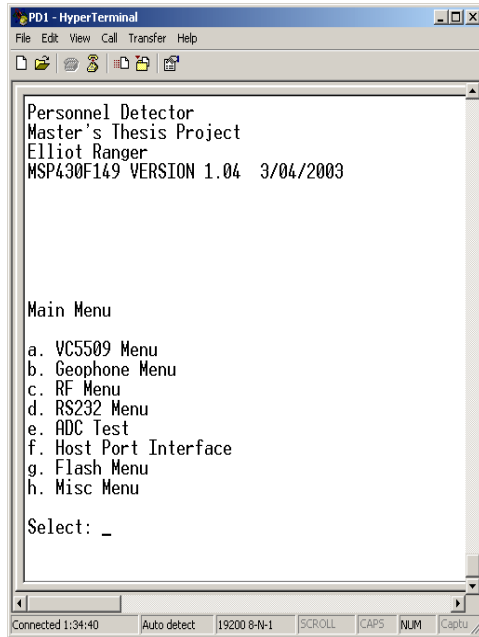 PD1 - HyperTerminal
File Edit View Call Transfer Help
Personnel Detector
Master's Thesis Project
Elliot Ranger
MSP430F149 VERSION 1.04 3/04/2003
Main Menu
a. VC5509 Menu
b. Geophone Menu
c. RF Menu
d. RS232 Menu
e. ADC Test
f. Host Port Interface
g. Flash Menu
h. Misc Menu
Select: _
Connected 1:34:40 Auto detect 19200 8-N-1 SCROLL CAPS NUM Captu